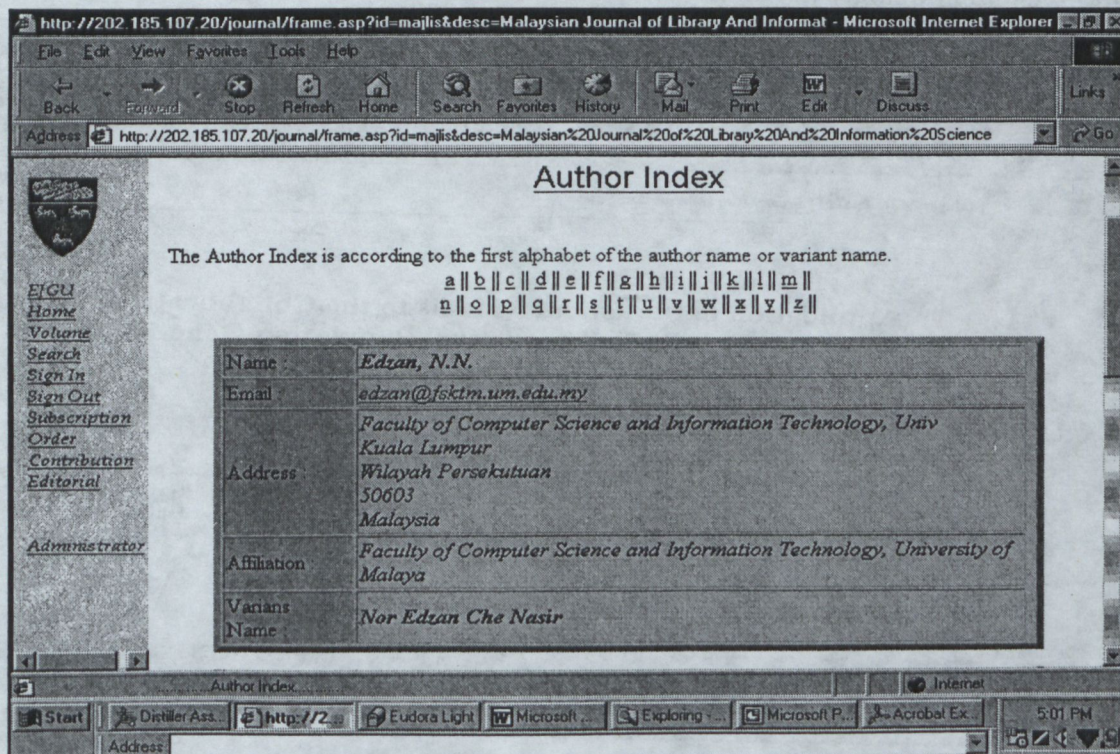 http://202.185.107.20/journal/frame.asp?id=majlis&desc=Malaysian Journal of Library And Informat - Microsoft Internet Explorer
File Edit View Favorites Tools Help
Back Forward Stop Refresh Home Search Favorites History Mail Print Edit Discuss Links
Address http://202.185.107.20/journal/frame.asp?id=majlis&desc=Malaysian%20Journal%20of%20Library%20And%20Information%20Science Go
Author Index
The Author Index is according to the first alphabet of the author name or variant name.
a || b || c || d || e || f || g || h || i || j || k || l || m ||
n || o || p || q || r || s || t || u || v || w || x || y || z ||
EJGU
Home
Volume
Search
Sign In
Sign Out
Subscription
Order
Contribution
Editorial
Administrator
Name : Edzan, N.N.
Email : edzan@fsktm.um.edu.my
Address : Faculty of Computer Science and Information Technology, Univ
Kuala Lumpur
Wilayah Persekutuan
50603
Malaysia
Affiliation : Faculty of Computer Science and Information Technology, University of
Malaya
Varians
Name : Nor Edzan Che Nasir
............Author Index............ Internet
Start Distiller Ass... http://2... Eudora Light Microsoft ... Exploring - ... Microsoft P... Acrobat Ex... 5:01 PM
Address